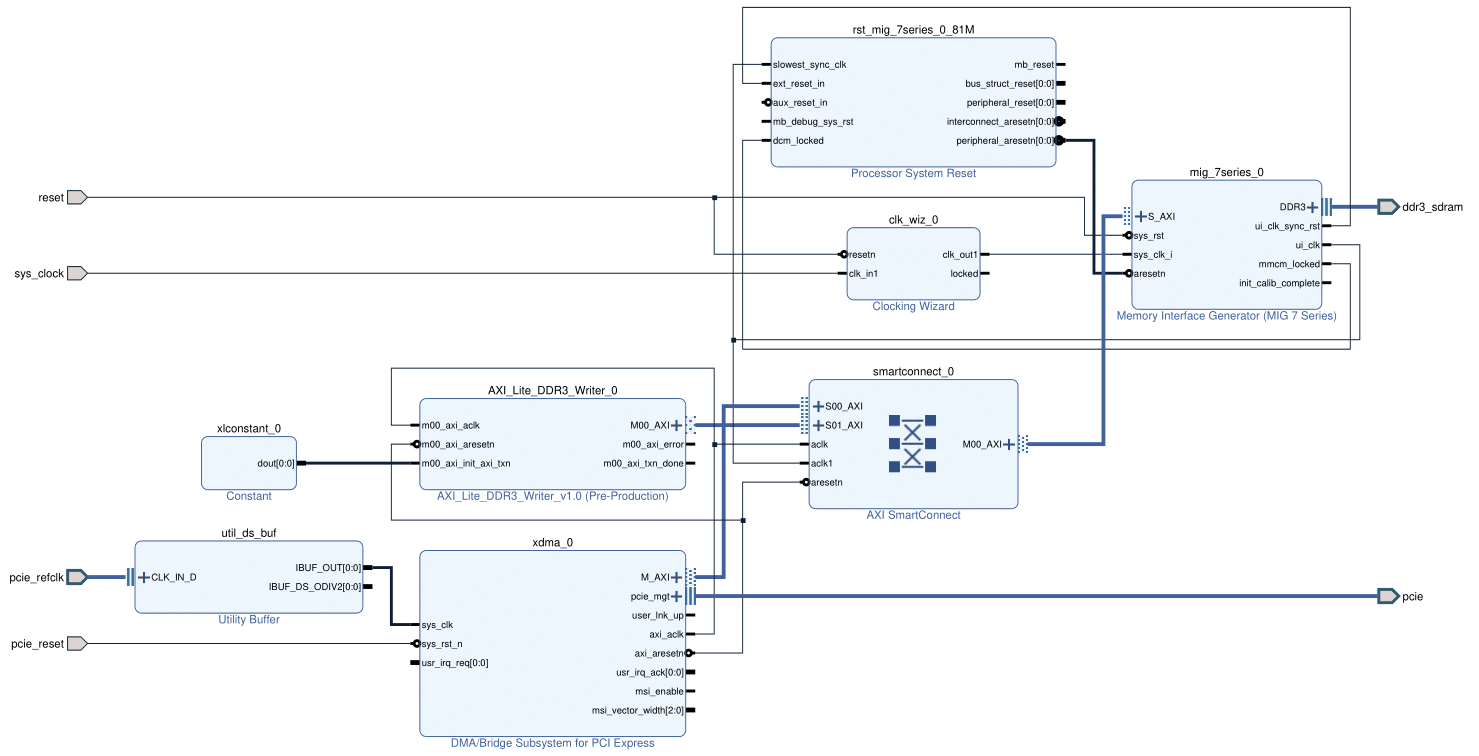 rst_mig_7series_0_81M
slowest_sync_clk
ext_reset_in
aux_reset_in
mb_debug_sys_rst
dcm_locked
mb_reset
bus_struct_reset[0:0]
peripheral_reset[0:0]
interconnect_aresetn[0:0]
peripheral_aresetn[0:0]
Processor System Reset
reset
sys_clock
clk_wiz_0
resetn
clk_in1
clk_out1
locked
Clocking Wizard
mig_7series_0
S_AXI
sys_rst
sys_clk_i
aresetn
DDR3
ui_clk_sync_rst
ui_clk
mmcm_locked
init_calib_complete
Memory Interface Generator (MIG 7 Series)
ddr3_sdram
xlconstant_0
dout[0:0]
Constant
AXI_Lite_DDR3_Writer_0
m00_axi_aclk
m00_axi_aresetn
m00_axi_init_axi_txn
M00_AXI
m00_axi_error
m00_axi_txn_done
AXI_Lite_DDR3_Writer_v1.0 (Pre-Production)
smartconnect_0
S00_AXI
S01_AXI
aclk
aclk1
aresetn
M00_AXI
AXI SmartConnect
util_ds_buf
pcie_refclk
CLK_IN_D
IBUF_OUT[0:0]
IBUF_DS_ODIV2[0:0]
Utility Buffer
pcie_reset
xdma_0
sys_clk
sys_rst_n
usr_irq_req[0:0]
M_AXI
pcie_mgt
user_lnk_up
axi_aclk
axi_aresetn
usr_irq_ack[0:0]
msi_enable
msi_vector_width[2:0]
DMA/Bridge Subsystem for PCI Express
pcie